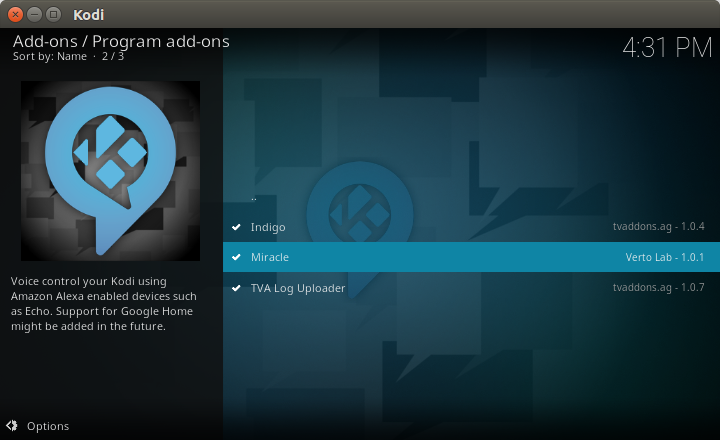 Kodi
Add-ons / Program add-ons
Sort by: Name · 2 / 3
4:31 PM
..
Indigo tvaddons.ag - 1.0.4
Miracle Verto Lab - 1.0.1
TVA Log Uploader tvaddons.ag - 1.0.7
Voice control your Kodi using
Amazon Alexa enabled devices such
as Echo. Support for Google Home
might be added in the future.
Options